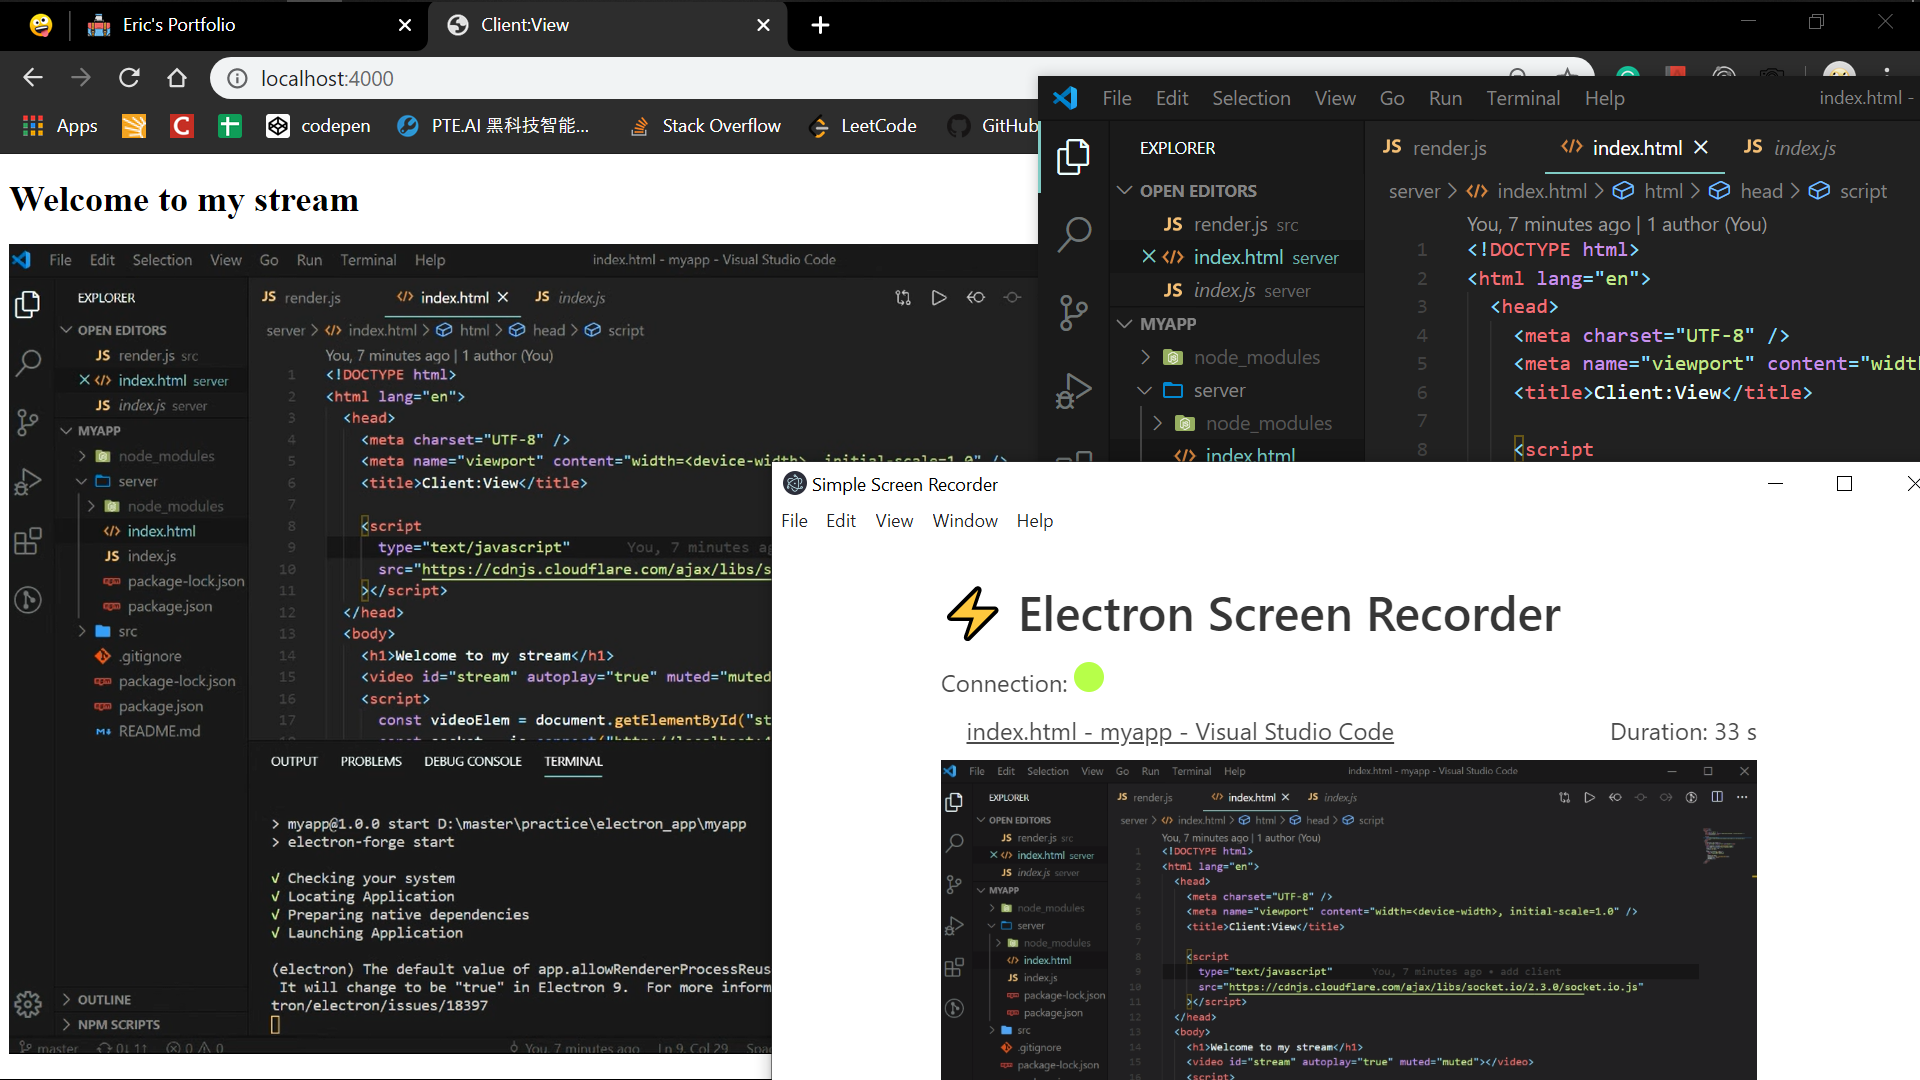 Eric's Portfolio
Client:View
localhost:4000
Apps
codepen
PTE.AI 黑科技智能...
Stack Overflow
LeetCode
GitHub
Welcome to my stream
File Edit Selection View Go Run Terminal Help
index.html - myapp - Visual Studio Code
EXPLORER
OPEN EDITORS
JS render.js src
index.html server
JS index.js server
MYAPP
node_modules
server
node_modules
index.html
JS index.js
package-lock.json
package.json
src
.gitignore
package-lock.json
package.json
README.md
OUTLINE
NPM SCRIPTS
JS render.js
index.html
JS index.js
server > index.html > html > head > script
You, 7 minutes ago | 1 author (You)
1 <!DOCTYPE html>
2 <html lang="en">
3 <head>
4 <meta charset="UTF-8" />
5 <meta name="viewport" content="width=<device-width>, initial-scale=1.0" />
6 <title>Client:View</title>
7
8 <script
9 type="text/javascript" You, 7 minutes ag
10 src="https://cdnjs.cloudflare.com/ajax/libs/s
11 ></script>
12 </head>
13 <body>
14 <h1>Welcome to my stream</h1>
15 <video id="stream" autoplay="true" muted="muted
16 <script>
17 const videoElem = document.getElementById("st
OUTPUT PROBLEMS DEBUG CONSOLE TERMINAL
> myapp@1.0.0 start D:\master\practice\electron_app\myapp
> electron-forge start
√ Checking your system
√ Locating Application
√ Preparing native dependencies
√ Launching Application
(electron) The default value of app.allowRendererProcessReus
It will change to be "true" in Electron 9. For more inform
tron/electron/issues/18397
master
You, 7 minutes ago Ln 9, Col 29
File Edit Selection View Go Run Terminal Help
index.html -
EXPLORER
OPEN EDITORS
JS render.js src
index.html server
JS index.js server
MYAPP
node_modules
server
node_modules
index.html
JS render.js
index.html
JS index.js
server > index.html > html > head > script
You, 7 minutes ago | 1 author (You)
1 <!DOCTYPE html>
2 <html lang="en">
3 <head>
4 <meta charset="UTF-8" />
5 <meta name="viewport" content="widt
6 <title>Client:View</title>
7
8 <script
Simple Screen Recorder
File Edit View Window Help
⚡ Electron Screen Recorder
Connection:
index.html - myapp - Visual Studio Code
Duration: 33 s
File Edit Selection View Go Run Terminal Help
index.html - myapp - Visual Studio Code
EXPLORER
OPEN EDITORS
JS render.js src
index.html server
JS index.js server
MYAPP
node_modules
server
node_modules
index.html
JS index.js
package-lock.json
package.json
src
.gitignore
package-lock.json
JS render.js
index.html
JS index.js
server > index.html > html > head > script
You, 7 minutes ago | 1 author (You)
1 <!DOCTYPE html>
2 <html lang="en">
3 <head>
4 <meta charset="UTF-8" />
5 <meta name="viewport" content="width=<device-width>, initial-scale=1.0" />
6 <title>Client:View</title>
7
8 <script
9 type="text/javascript" You, 7 minutes ago • add client
10 src="https://cdnjs.cloudflare.com/ajax/libs/socket.io/2.3.0/socket.io.js"
11 ></script>
12 </head>
13 <body>
14 <h1>Welcome to my stream</h1>
15 <video id="stream" autoplay="true" muted="muted"></video>
16 <script>